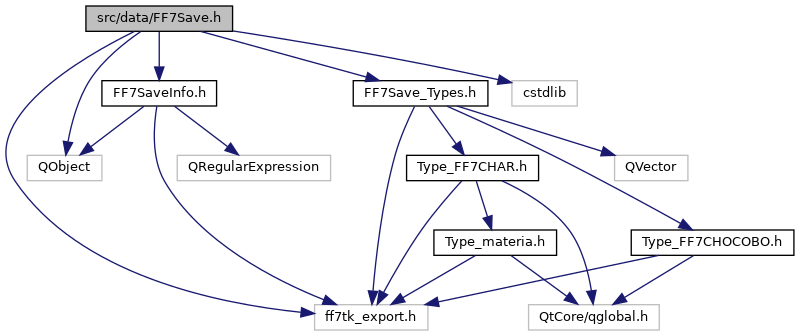 src/data/FF7Save.h
FF7SaveInfo.h
FF7Save_Types.h
cstdlib
QObject
QRegularExpression
Type_FF7CHAR.h
QVector
Type_materia.h
Type_FF7CHOCOBO.h
ff7tk_export.h
QtCore/qglobal.h